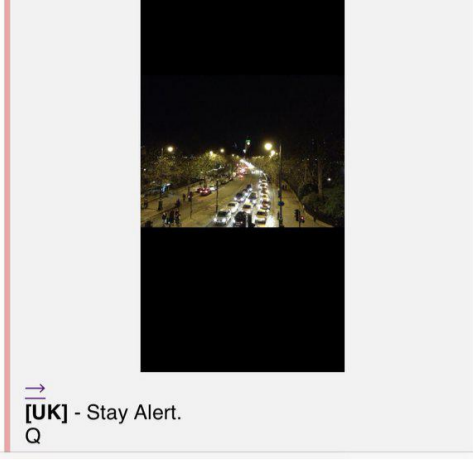 →
[UK] - Stay Alert.
Q